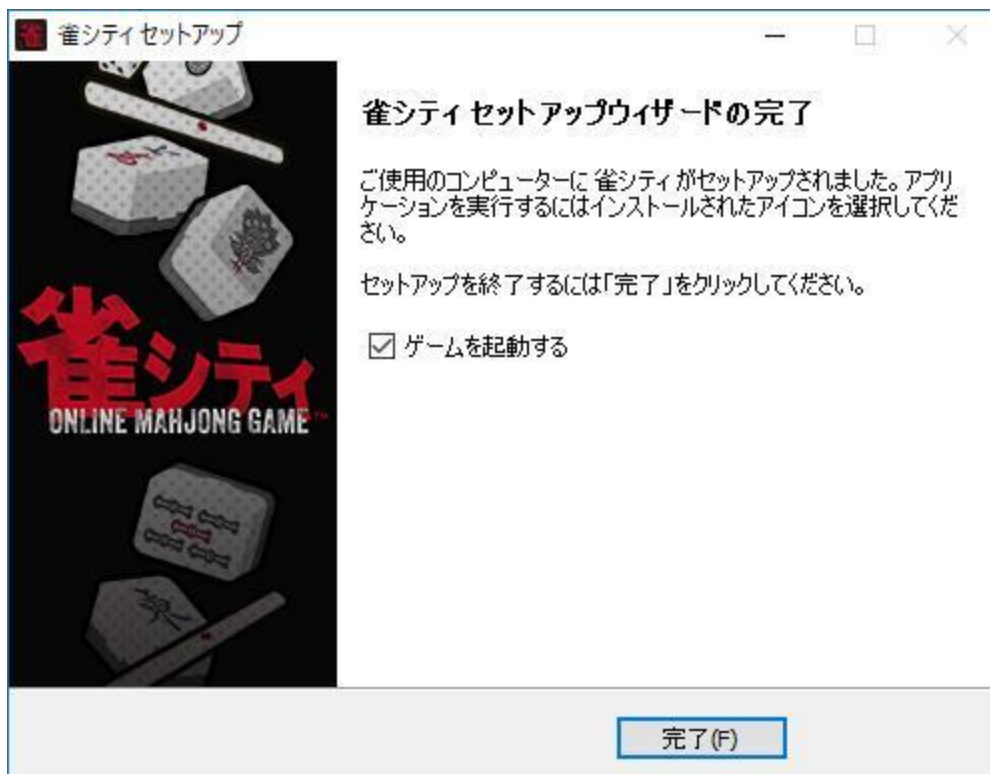 雀シティ セットアップ
雀シティ セットアップウィザードの完了
ご使用のコンピューターに 雀シティ がセットアップされました。アプリ
ケーションを実行するにはインストールされたアイコンを選択してくだ
さい。
セットアップを終了するには「完了」をクリックしてください。
ゲームを起動する
雀シティ
ONLINE MAHJONG GAME™
完了(F)